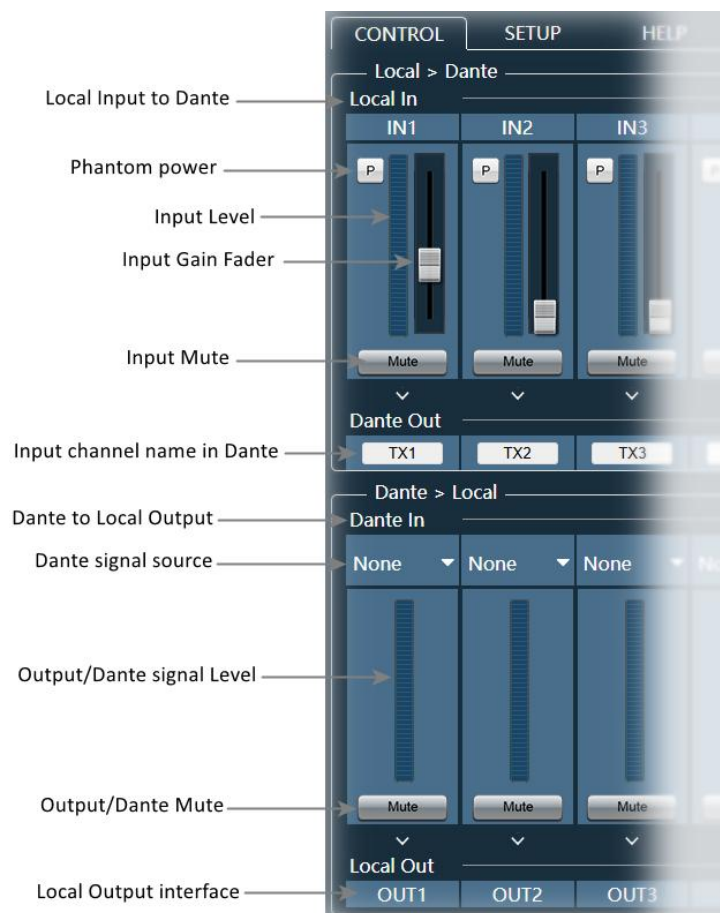 CONTROL SETUP HELP
Local > Dante
Local Input to Dante Local In
IN1 IN2 IN3
Phantom power P P P
Input Level
Input Gain Fader
Input Mute Mute Mute Mute
Dante Out
Input channel name in Dante TX1 TX2 TX3
Dante > Local
Dante to Local Output Dante In
Dante signal source None None None
Output/Dante signal Level
Output/Dante Mute Mute Mute Mute
Local Out
Local Output interface OUT1 OUT2 OUT3